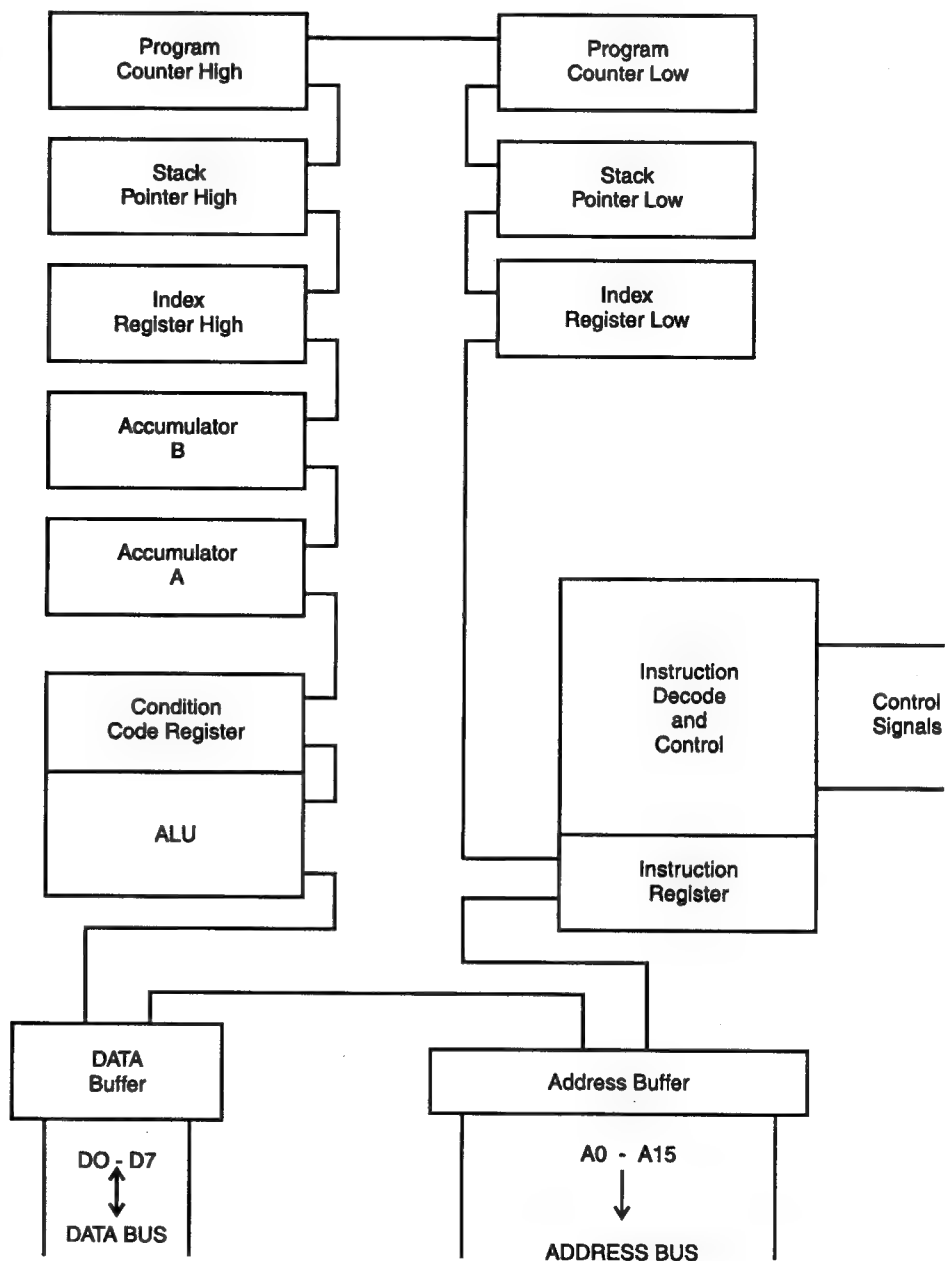 Program
Counter High
Program
Counter Low
Stack
Pointer High
Stack
Pointer Low
Index
Register High
Index
Register Low
Accumulator
B
Accumulator
A
Condition
Code Register
ALU
Instruction
Decode
and
Control
Control
Signals
Instruction
Register
DATA
Buffer
Address Buffer
DO - D7
DATA BUS
A0 - A15
ADDRESS BUS